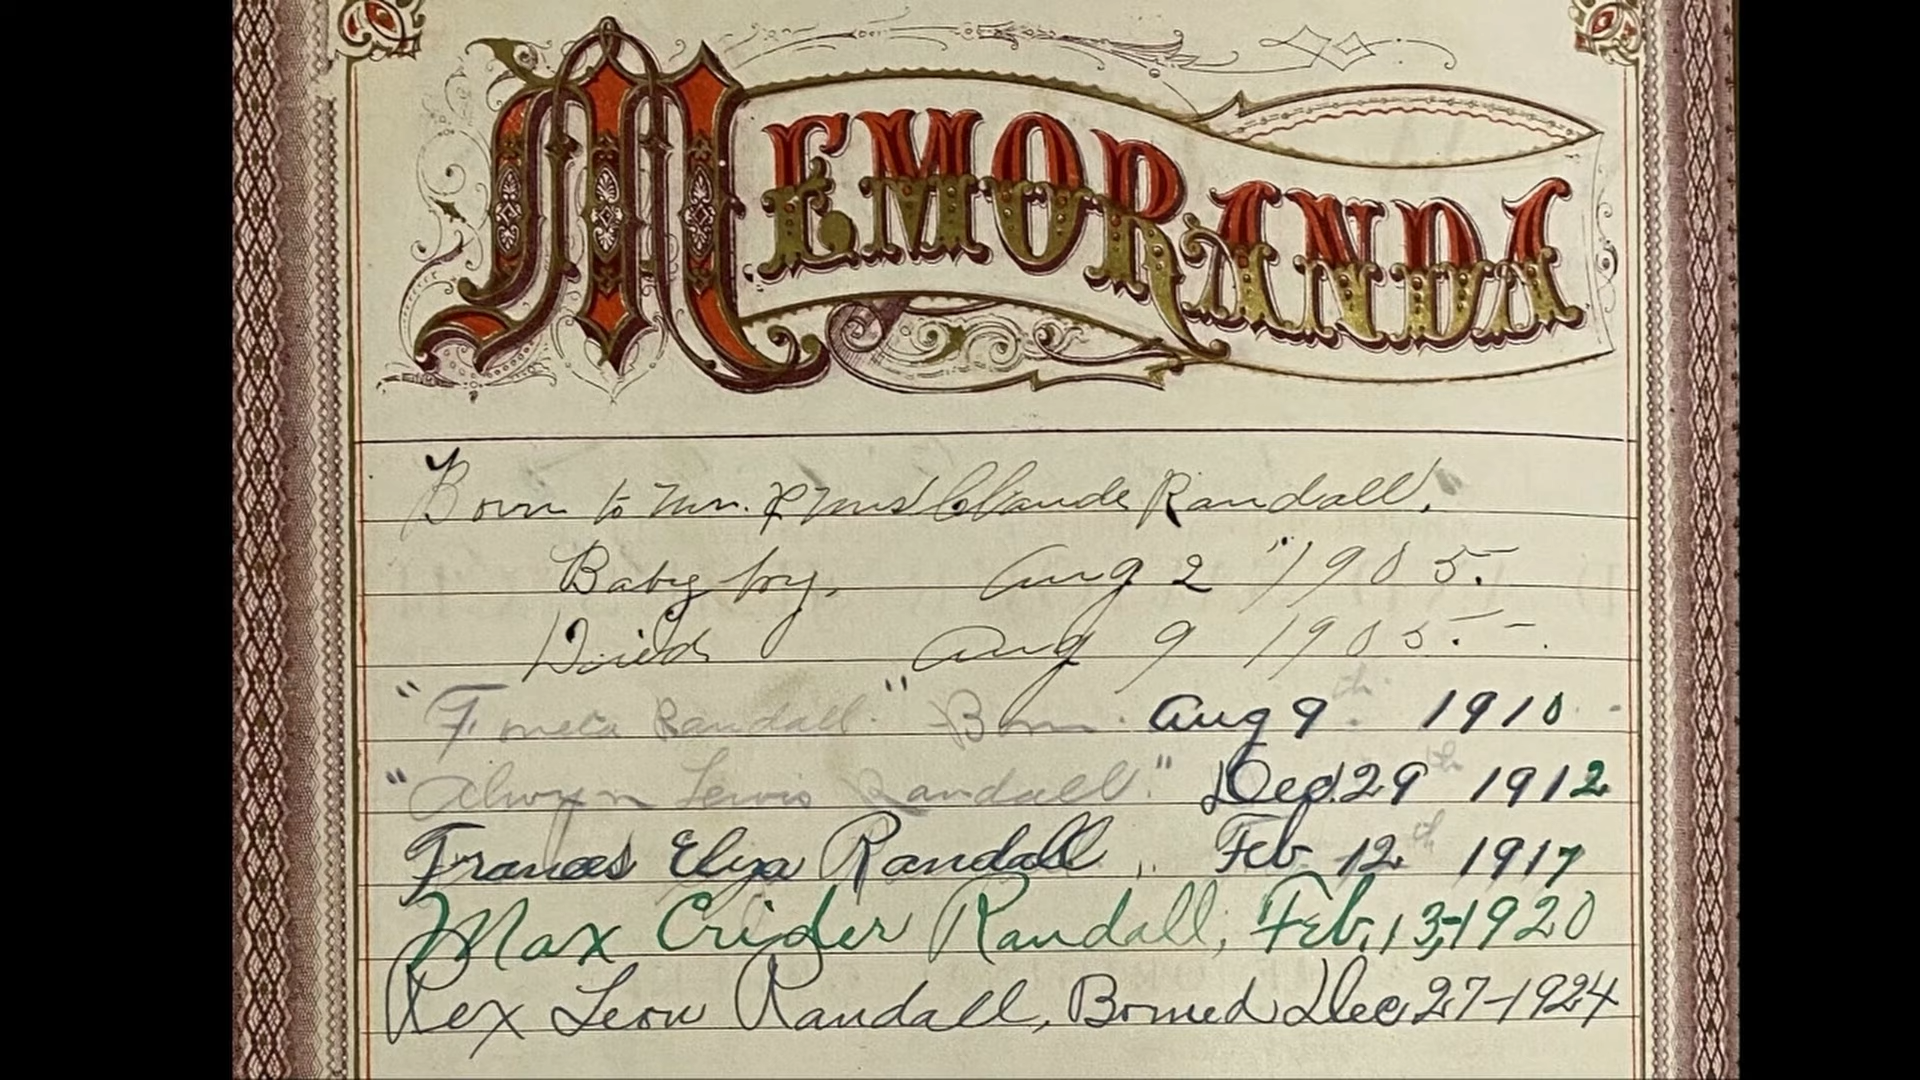 MEMORANDA
Born to Mr. & Mrs Claude Randall.
Baby boy, Aug 2 " 1905.
Died Aug 9 1905.
"Foneta Randall" Born Aug 9th 1910
"Alwyn Lewis Randall" Dec 29th 1912
Frances Eliza Randall " Feb 12th 1917
Max Crider Randall, Feb, 13,-1920
Rex Leon Randall, Borned Dec 27-1924